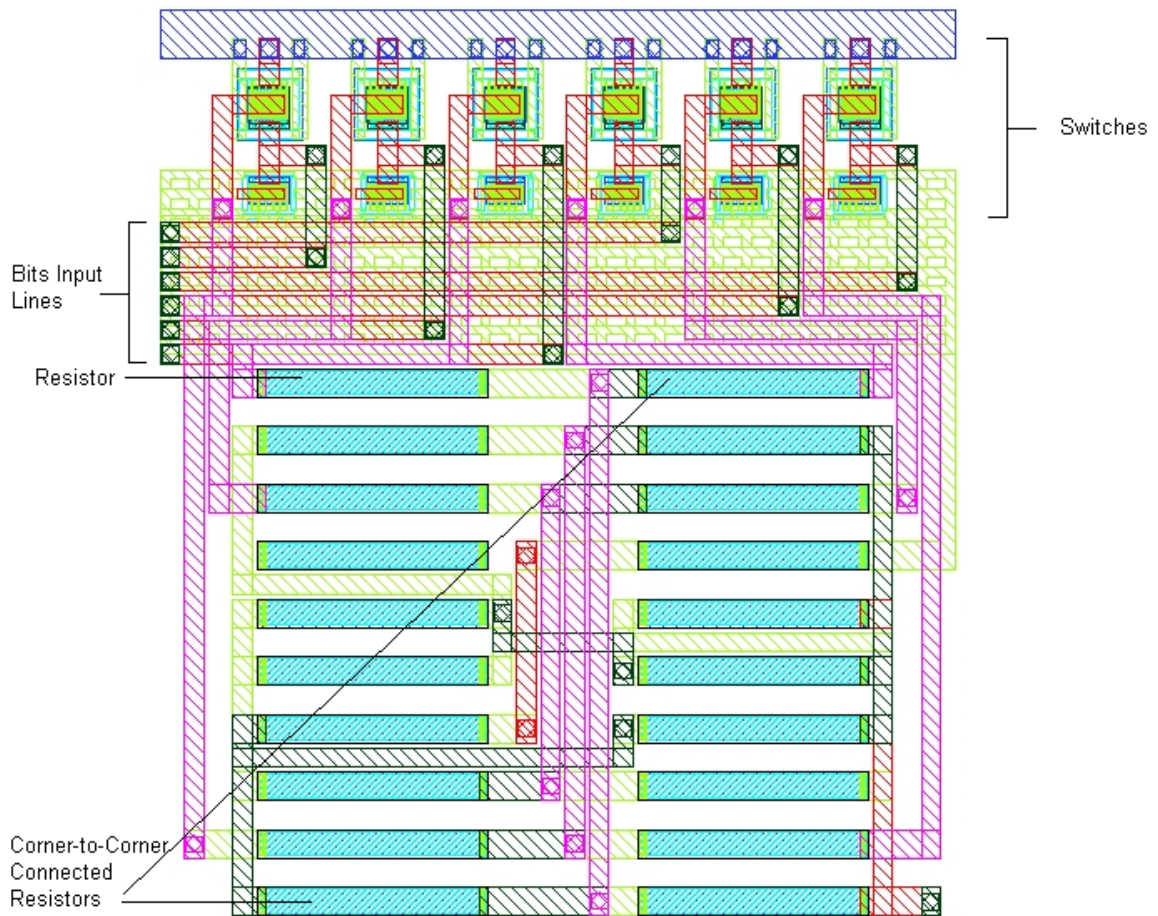 Switches
Bits Input
Lines
Resistor
Corner-to-Corner
Connected
Resistors